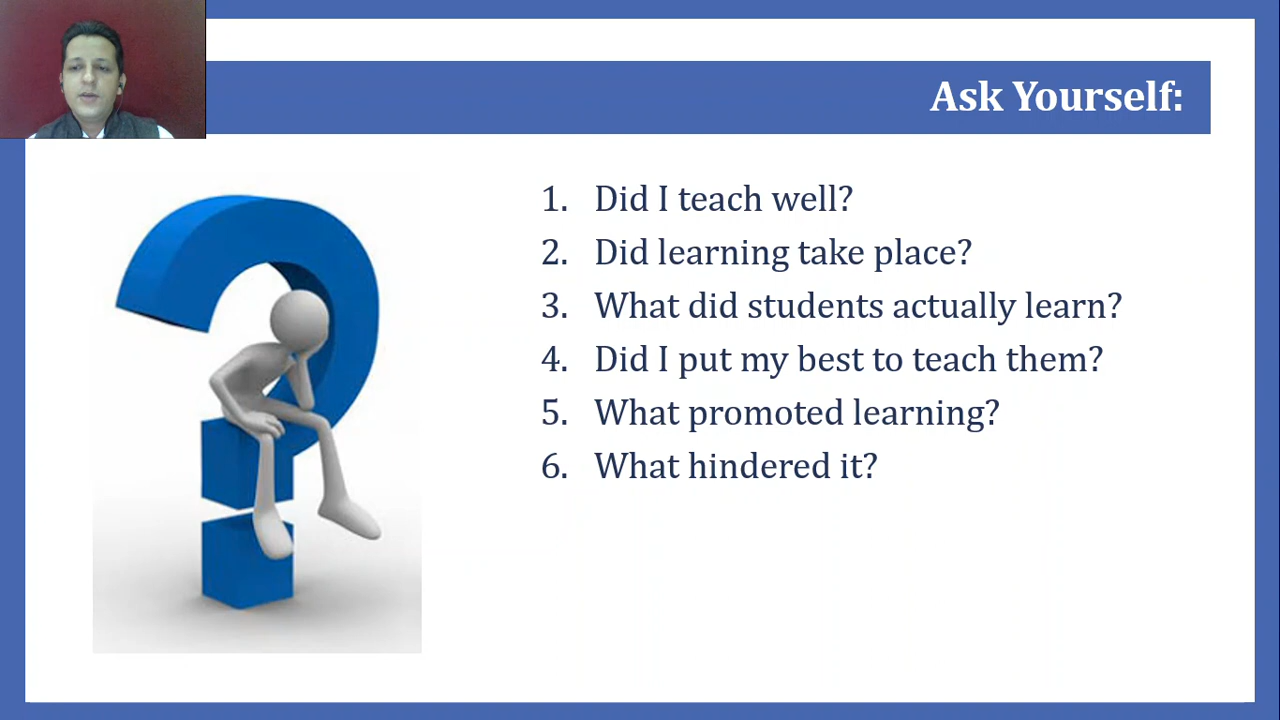 Ask Yourself:
1. Did I teach well?
2. Did learning take place?
3. What did students actually learn?
4. Did I put my best to teach them?
5. What promoted learning?
6. What hindered it?